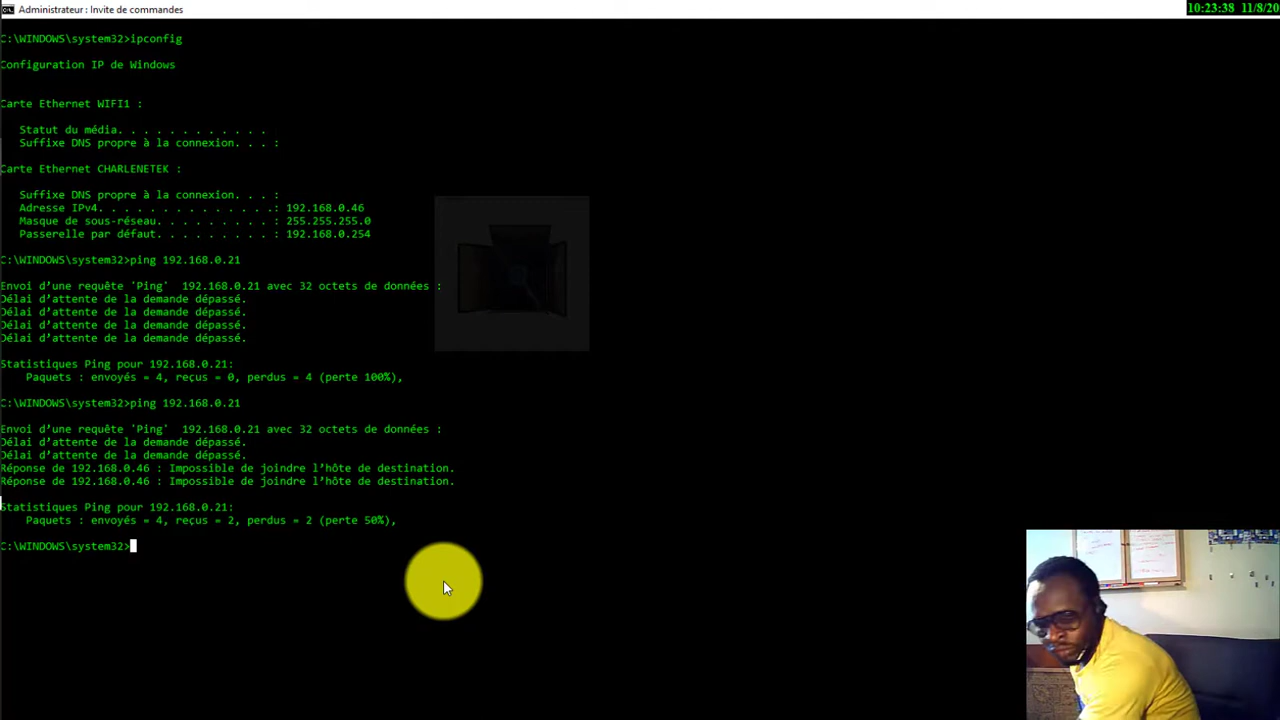 Administrateur : Invite de commandes
10:23:38 11/8/20
C:\WINDOWS\system32>ipconfig
Configuration IP de Windows
Carte Ethernet WIFI1 :
Statut du média. . . . . . . . . . . .
Suffixe DNS propre à la connexion. . . :
Carte Ethernet CHARLENETEK :
Suffixe DNS propre à la connexion. . . :
Adresse IPv4. . . . . . . . . . . . . .: 192.168.0.46
Masque de sous-réseau. . . . . . . . . : 255.255.255.0
Passerelle par défaut. . . . . . . . . : 192.168.0.254
C:\WINDOWS\system32>ping 192.168.0.21
Envoi d’une requête 'Ping'  192.168.0.21 avec 32 octets de données :
Délai d’attente de la demande dépassé.
Délai d’attente de la demande dépassé.
Délai d’attente de la demande dépassé.
Délai d’attente de la demande dépassé.
Statistiques Ping pour 192.168.0.21:
Paquets : envoyés = 4, reçus = 0, perdus = 4 (perte 100%),
C:\WINDOWS\system32>ping 192.168.0.21
Envoi d’une requête 'Ping'  192.168.0.21 avec 32 octets de données :
Délai d’attente de la demande dépassé.
Délai d’attente de la demande dépassé.
Réponse de 192.168.0.46 : Impossible de joindre l’hôte de destination.
Réponse de 192.168.0.46 : Impossible de joindre l’hôte de destination.
Statistiques Ping pour 192.168.0.21:
Paquets : envoyés = 4, reçus = 2, perdus = 2 (perte 50%),
C:\WINDOWS\system32>